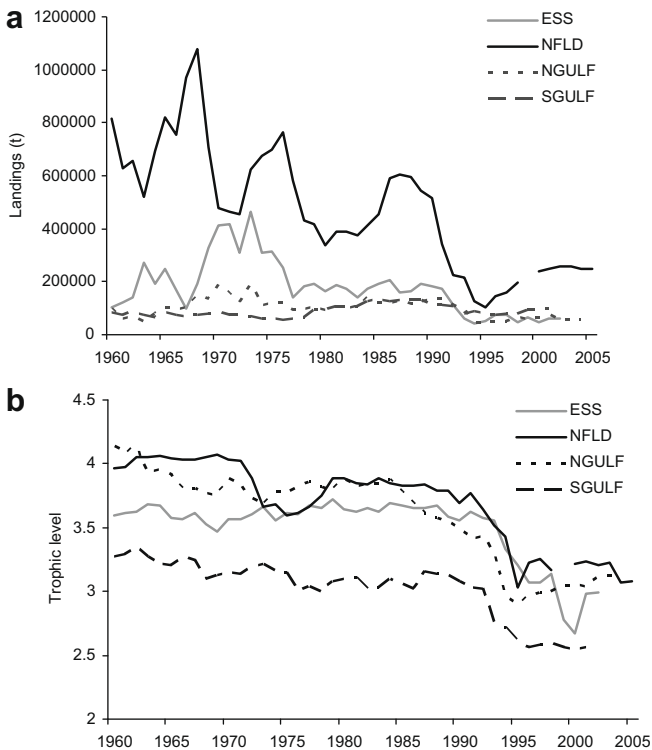 a
ESS
NFLD
NGULF
SGULF
Landings (t)
1200000
1000000
800000
600000
400000
200000
0
1960 1965 1970 1975 1980 1985 1990 1995 2000 2005
b
ESS
NFLD
NGULF
SGULF
Trophic level
4.5
4
3.5
3
2.5
2
1960 1965 1970 1975 1980 1985 1990 1995 2000 2005